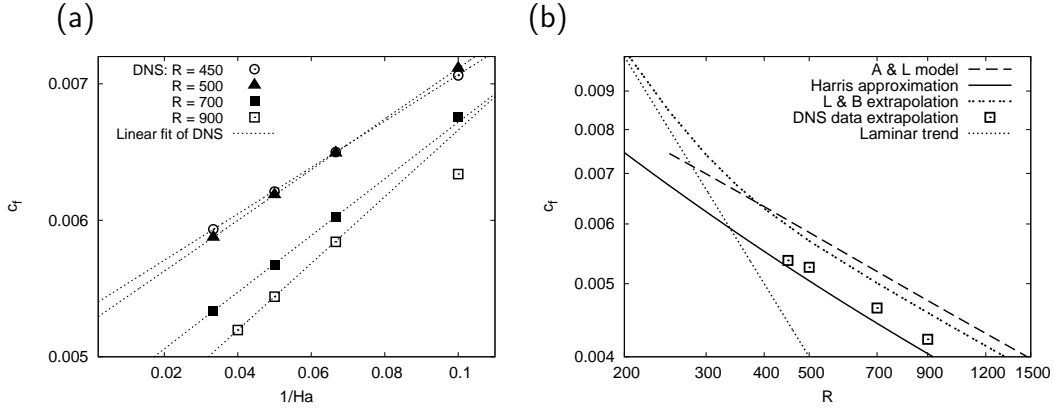 (a)
c_f
0.007
0.006
0.005
0.00
0.02
0.04
0.06
0.08
0.1
1/Ha
DNS: R = 450
R = 500
R = 700
R = 900
Linear fit of DNS
(b)
c_f
0.009
0.008
0.007
0.006
0.005
0.004
200
300
400
500
700
900
1200
1500
R
A & L model
Harris approximation
L & B extrapolation
DNS data extrapolation
Laminar trend